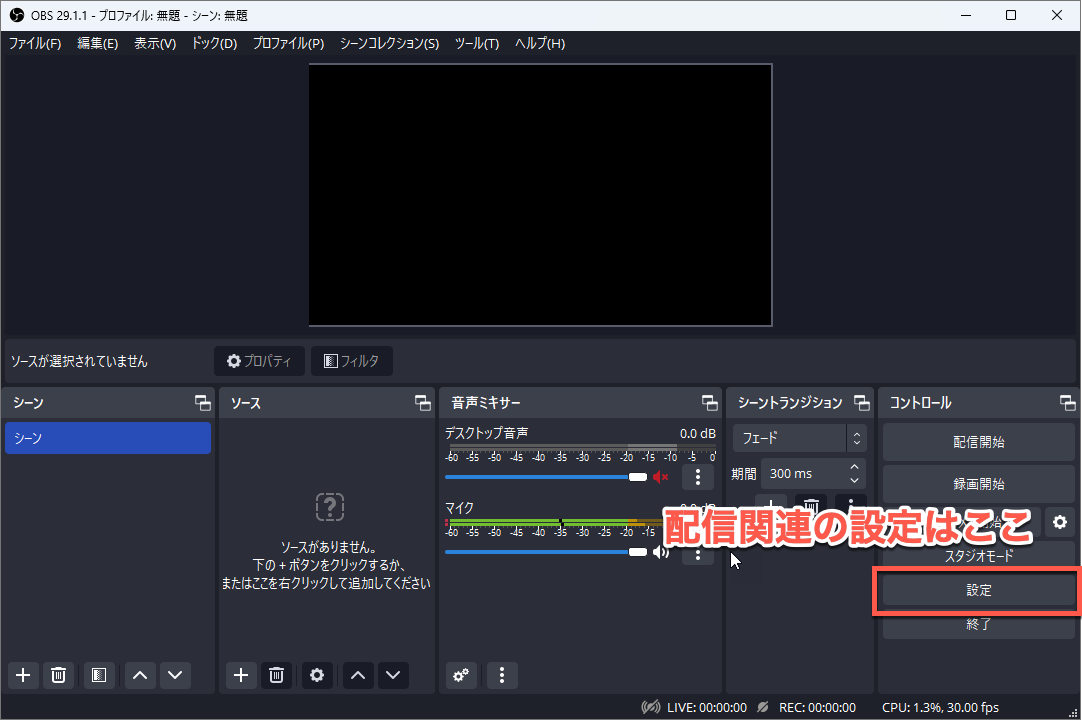 OBS 29.1.1 - プロファイル: 無題 - シーン: 無題
ファイル(F) 編集(E) 表示(V) ドック(D) プロファイル(P) シーンコレクション(S) ツール(T) ヘルプ(H)
ソースが選択されていません
プロパティ
フィルタ
シーン
シーン
ソース
ソースがありません。
下の + ボタンをクリックするか、
またはここを右クリックして追加してください
音声ミキサー
デスクトップ音声 0.0 dB
-60 -55 -50 -45 -40 -35 -30 -25 -20 -15 -10 -5 0
マイク
-60 -55 -50 -45 -40 -35 -30 -25 -20 -15
シーントランジション
フェード
期間 300 ms
配信関連の設定はここ
コントロール
配信開始
録画開始
スタジオモード
設定
終了
LIVE: 00:00:00 REC: 00:00:00 CPU: 1.3%, 30.00 fps